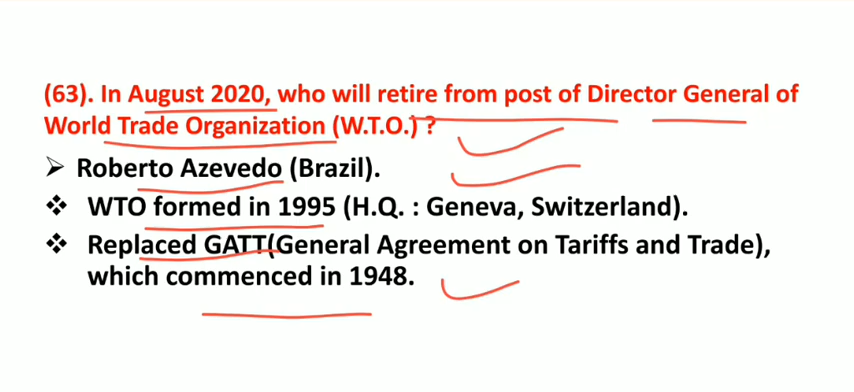 (63). In August 2020, who will retire from post of Director General of
World Trade Organization (W.T.O.) ?
➢ Roberto Azevedo (Brazil).
❖ WTO formed in 1995 (H.Q. : Geneva, Switzerland).
❖ Replaced GATT(General Agreement on Tariffs and Trade),
which commenced in 1948.